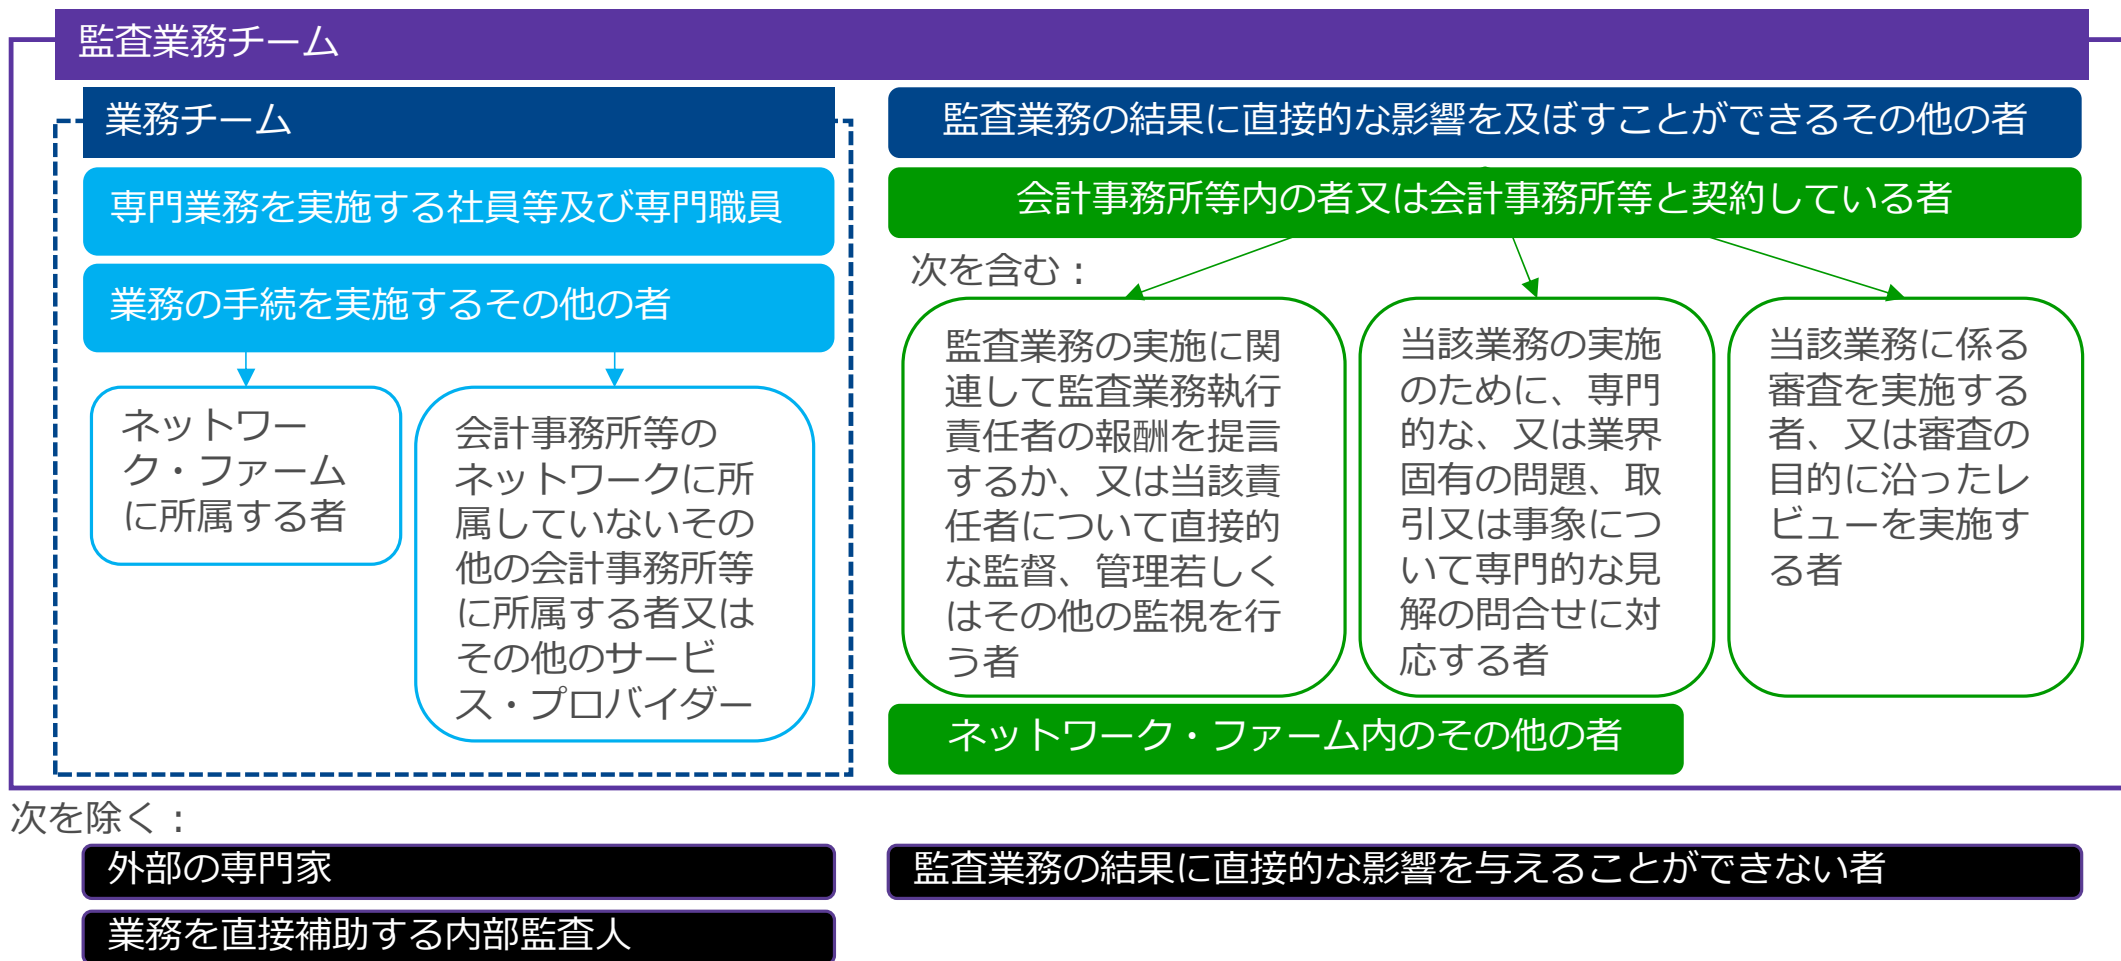 監査業務チーム
業務チーム
専門業務を実施する社員等及び専門職員
業務の手続を実施するその他の者
ネットワー
ク・ファーム
に所属する者
会計事務所等の
ネットワークに所
属していないその
他の会計事務所等
に所属する者又は
その他のサービ
ス・プロバイダー
監査業務の結果に直接的な影響を及ぼすことができるその他の者
会計事務所等内の者又は会計事務所等と契約している者
次を含む：
監査業務の実施に関
連して監査業務執行
責任者の報酬を提言
するか、又は当該責
任者について直接的
な監督、管理若しく
はその他の監視を行
う者
当該業務の実施
のために、専門
的な、又は業界
固有の問題、取
引又は事象につ
いて専門的な見
解の問合せに対
応する者
当該業務に係る
審査を実施する
者、又は審査の
目的に沿ったレ
ビューを実施す
る者
ネットワーク・ファーム内のその他の者
次を除く：
外部の専門家
業務を直接補助する内部監査人
監査業務の結果に直接的な影響を与えることができない者